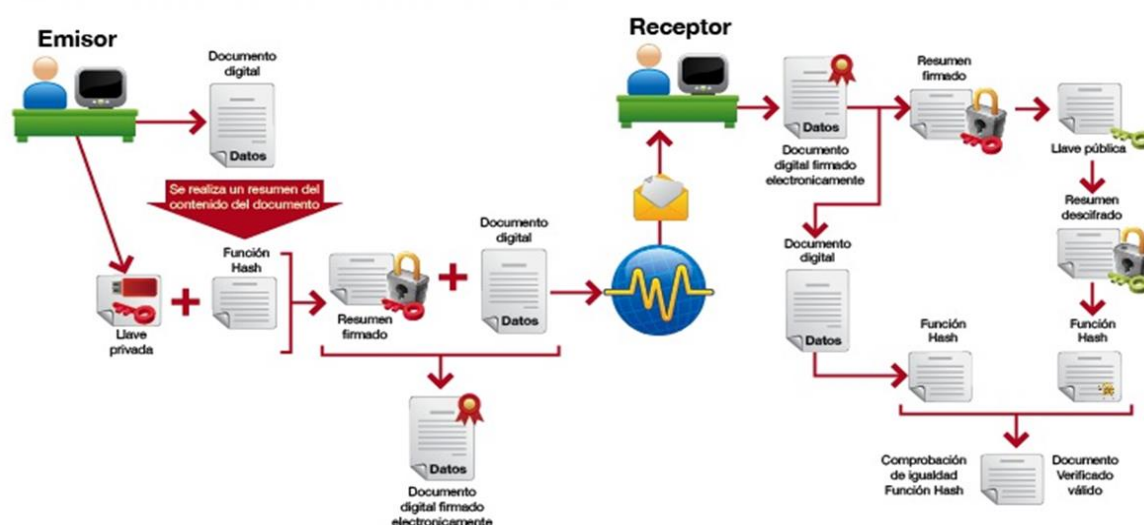 Emisor
Documento
digital
Datos
Se realiza un resumen del
contenido del documento
Llave
privada
Función
Hash
Resumen
firmado
Documento
digital
Datos
Datos
Documento
digital firmado
electronicamente
Receptor
Datos
Documento
digital firmado
electronicamente
Resumen
firmado
Llave pública
Resumen
descifrado
Documento
digital
Datos
Función
Hash
Función
Hash
Comprobación
de igualdad
Función Hash
Documento
Verificado
válido